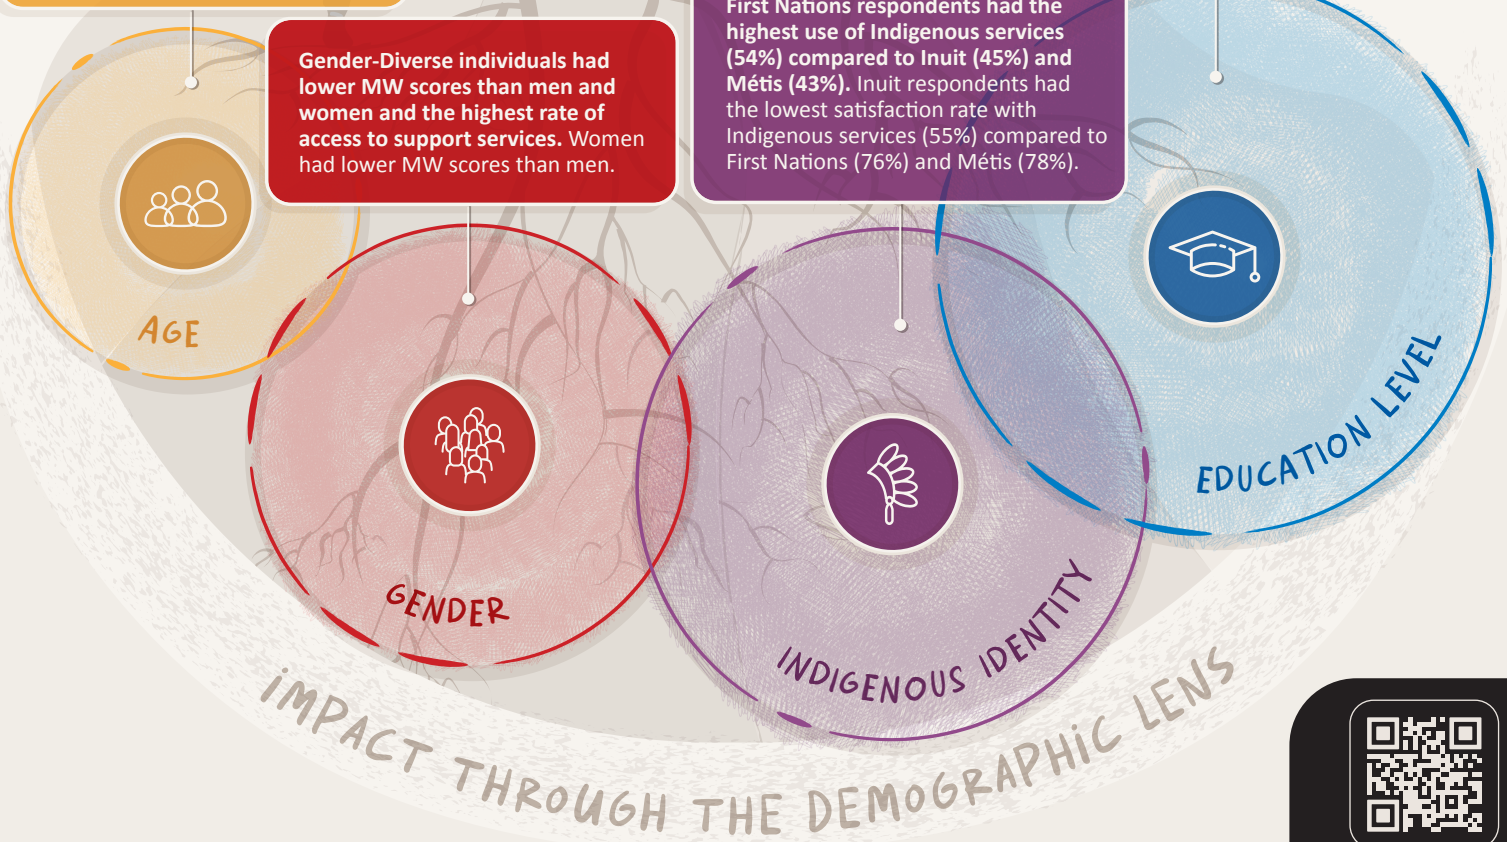 Gender-Diverse individuals had
lower MW scores than men and
women and the highest rate of
access to support services. Women
had lower MW scores than men.
First Nations respondents had the
highest use of Indigenous services
(54%) compared to Inuit (45%) and
Métis (43%). Inuit respondents had
the lowest satisfaction rate with
Indigenous services (55%) compared to
First Nations (76%) and Métis (78%).
AGE
GENDER
INDIGENOUS IDENTITY
EDUCATION LEVEL
iMPACT THROUGH THE DEMOGRAPHiC LENS